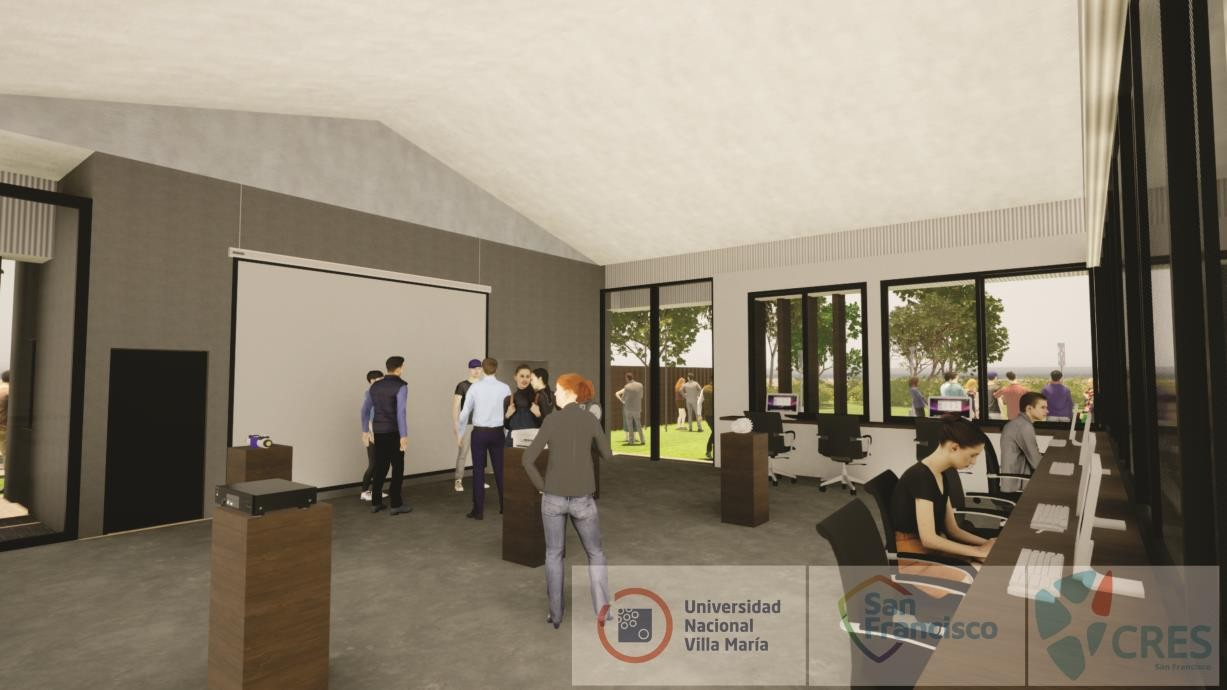 Universidad
Nacional
Villa María
San
Francisco
CRES
San Francisco